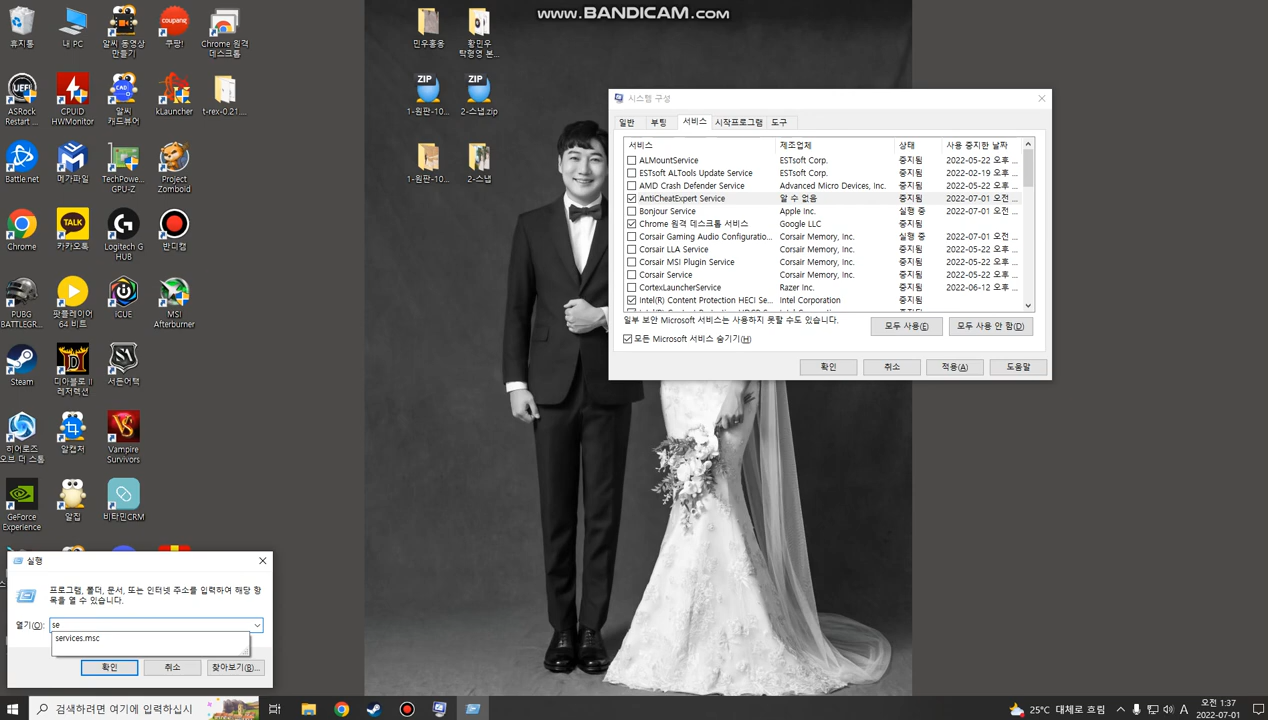 www.BANDICAM.com
휴지통
내 PC
알씨 동영상
만들기
쿠팡!
Chrome 원격
데스크톱
ASRock
Restart ...
CPUID
HWMonitor
알씨
캐드뷰어
kLauncher
t-rex-0.21....
Battle.net
메가파일
TechPowe...
GPU-Z
Project
Zomboid
Chrome
카카오톡
Logitech G
HUB
반디캠
PUBG
BATTLEGR...
팟플레이어
64 비트
iCUE
MSI
Afterburner
Steam
디아블로 II
레저렉션
서든어택
히어로즈
오브 더 스톰
알캡처
Vampire
Survivors
GeForce
Experience
알집
비타민CRM
민우홍웅
황민우
탁형영 본...
ZIP
1-원판-10...
ZIP
2-스냅.zip
1-원판-10...
2-스냅
시스템 구성
일반
부팅
서비스
시작프로그램
도구
서비스 제조업체 상태 사용 중지한 날짜
ALMountService ESTsoft Corp. 중지됨 2022-05-22 오후 ...
ESTsoft ALTools Update Service ESTsoft Corp. 중지됨 2022-02-19 오후 ...
AMD Crash Defender Service Advanced Micro Devices, Inc. 중지됨 2022-05-22 오후 ...
AntiCheatExpert Service 알 수 없음 중지됨 2022-07-01 오전 ...
Bonjour Service Apple Inc. 실행 중 2022-07-01 오전 ...
Chrome 원격 데스크톱 서비스 Google LLC 중지됨
Corsair Gaming Audio Configuratio... Corsair Memory, Inc. 실행 중 2022-07-01 오전 ...
Corsair LLA Service Corsair Memory, Inc. 중지됨 2022-05-22 오후 ...
Corsair MSI Plugin Service Corsair Memory, Inc. 중지됨 2022-05-22 오후 ...
Corsair Service Corsair Memory, Inc. 중지됨 2022-05-22 오후 ...
CortexLauncherService Razer Inc. 중지됨 2022-06-12 오후 ...
Intel(R) Content Protection HECI Se... Intel Corporation 중지됨
일부 보안 Microsoft 서비스는 사용하지 못할 수도 있습니다.
모두 사용(E)
모두 사용 안 함(D)
모든 Microsoft 서비스 숨기기(H)
확인
취소
적용(A)
도움말
실행
프로그램, 폴더, 문서, 또는 인터넷 주소를 입력하여 해당 항
목을 열 수 있습니다.
열기(O): se
services.msc
확인
취소
찾아보기(B)...
검색하려면 여기에 입력하십시
25°C 대체로 흐림
A
오전 1:37
2022-07-01